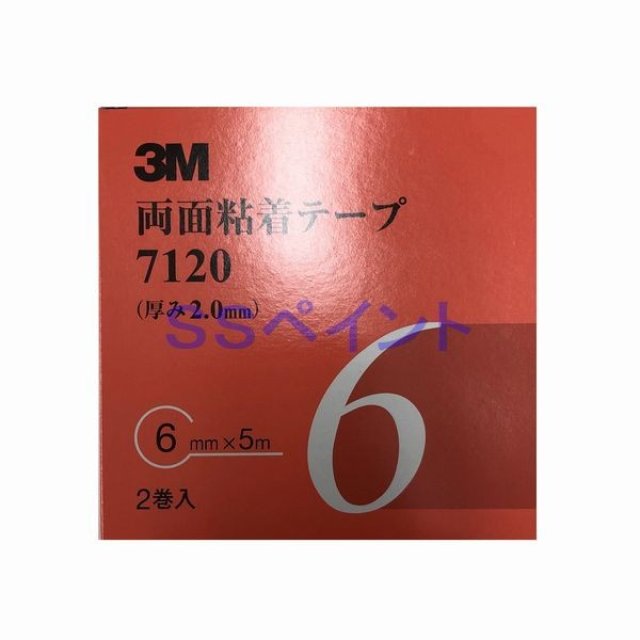 3M
両面粘着テープ
7120
(厚み2.0mm)
SSペイント
6
6 mm×5m
2巻入